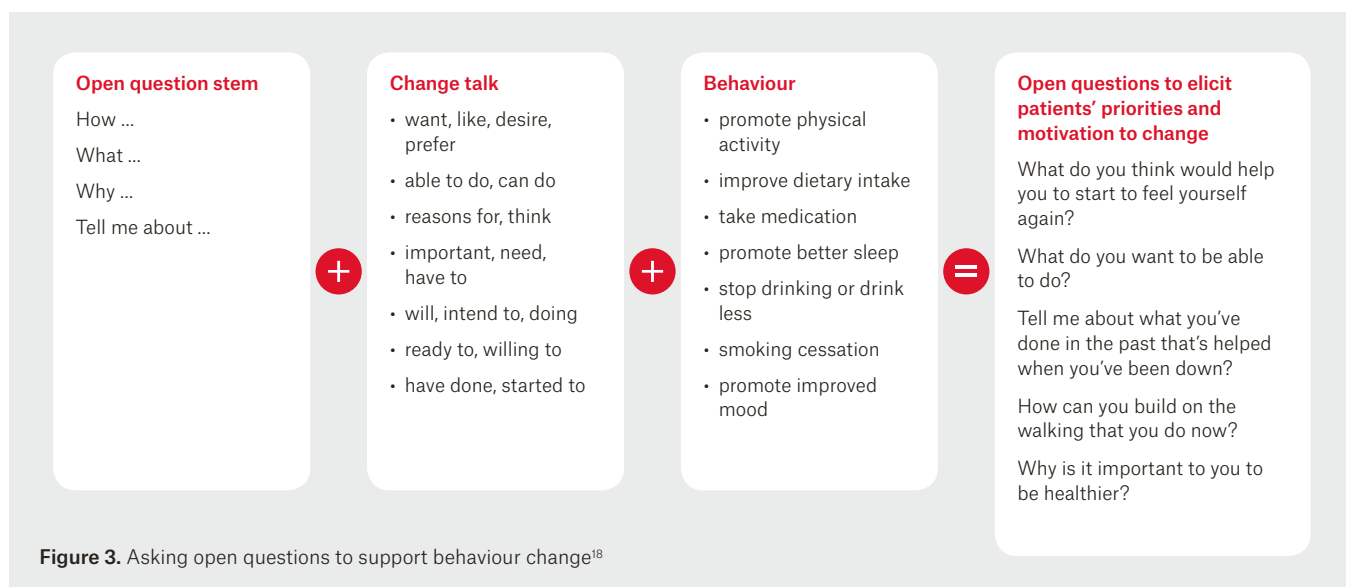 Open question stem
How ...
What ...
Why ...
Tell me about ...
+
Change talk
• want, like, desire,
prefer
• able to do, can do
• reasons for, think
• important, need,
have to
• will, intend to, doing
• ready to, willing to
• have done, started to
+
Behaviour
• promote physical
activity
• improve dietary intake
• take medication
• promote better sleep
• stop drinking or drink
less
• smoking cessation
• promote improved
mood
=
Open questions to elicit
patients’ priorities and
motivation to change
What do you think would help
you to start to feel yourself
again?
What do you want to be able
to do?
Tell me about what you’ve
done in the past that’s helped
when you’ve been down?
How can you build on the
walking that you do now?
Why is it important to you to
be healthier?
Figure 3. Asking open questions to support behaviour change¹⁸